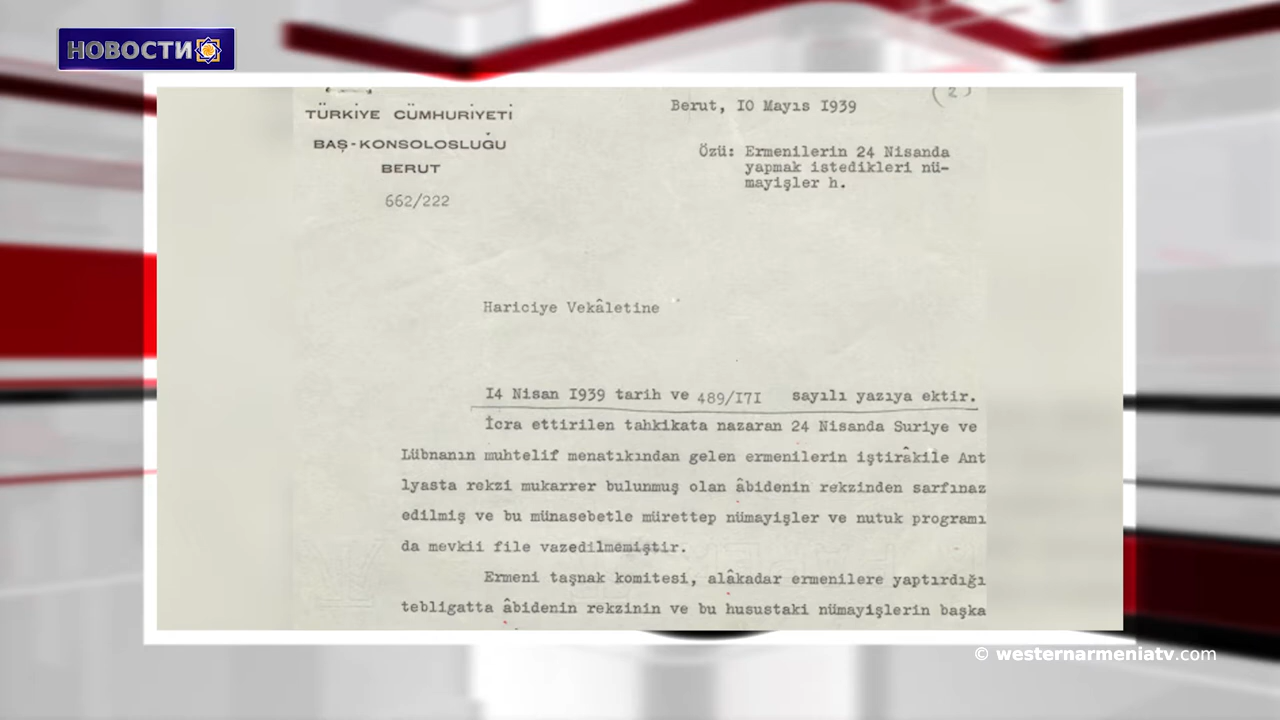 НОВОСТИ
(2)
TÜRKİYE CÜMHURİYETİ
BAŞ-KONSOLOSLUĞU
BERUT
662/222
Berut, IO Mayıs I939
Özü: Ermenilerin 24 Nisanda
yapmak istedikleri nü-
mayişler h.
Hariciye Vekâletine
I4 Nisan I939 tarih ve 489/I7I sayılı yazıya ektir.
İcra ettirilen tahkikata nazaran 24 Nisanda Suriye ve
Lübnanın muhtelif menatıkından gelen ermenilerin iştirâkile Ant
lyasta rekzi mukarrer bulunmuş olan âbidenin rekzinden sarfınaz
edilmiş ve bu münasebetle mürettep nümayişler ve nutuk programı
da mevkii file vazedilmemiştir.
Ermeni taşnak komitesi, alâkadar ermenilere yaptırdığı
tebligatta âbidenin rekzinin ve bu husustaki nümayişlerin başka
© westernarmeniatv.com